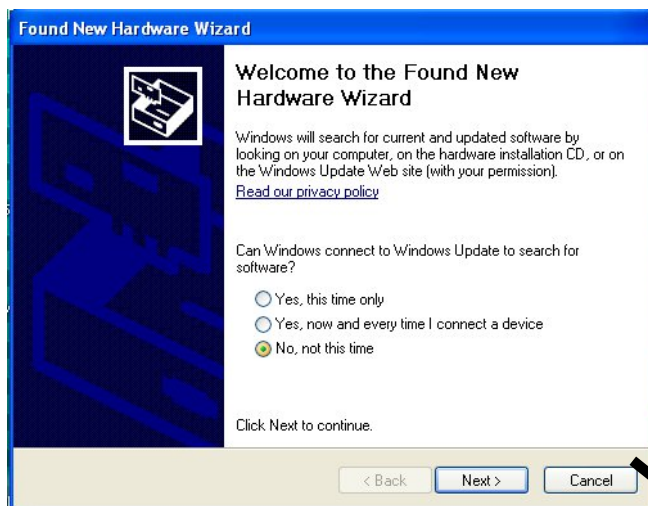 Found New Hardware Wizard
Welcome to the Found New
Hardware Wizard
Windows will search for current and updated software by
looking on your computer, on the hardware installation CD, or on
the Windows Update Web site (with your permission).
Read our privacy policy
Can Windows connect to Windows Update to search for
software?
Yes, this time only
Yes, now and every time I connect a device
No, not this time
Click Next to continue.
< Back Next > Cancel